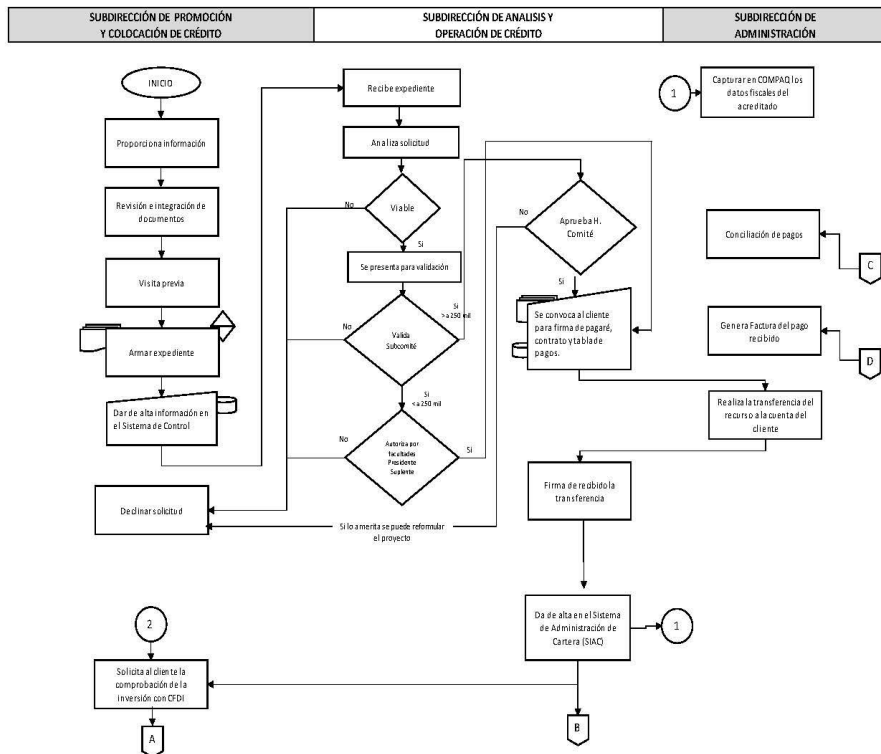 SUBDIRECCIÓN DE PROMOCIÓN
Y COLOCACIÓN DE CRÉDITO
SUBDIRECCIÓN DE ANALISIS Y
OPERACIÓN DE CRÉDITO
SUBDIRECCIÓN DE
ADMINISTRACIÓN
INICIO
Proporciona información
Revisión e integración de
documentos
Visita previa
Armar expediente
Dar de alta información en
el Sistema de Control
Declinar solicitud
2
Solicita al cliente la
comprobación de la
inversión con CFDI
A
Recibe expediente
Analiza solicitud
No
Viable
Si
Se presenta para validación
No
Valida
Subcomité
Si
> a 250 mil
Si
< a 250 mil
No
Autoriza por
facultades
Presidente
Suplente
Si
No
Aprueba H.
Comité
Si
Se convoca al cliente
para firma de pagaré,
contrato y tabla de
pagos.
Firma de recibido la
transferencia
Si lo amerita se puede reformular
el proyecto
Da de alta en el Sistema
de Administración de
Cartera (SIAC)
1
B
1
Capturar en COMPAQ los
datos fiscales del
acreditado
Conciliación de pagos
C
Genera Factura del pago
recibido
D
Realiza la transferencia del
recurso a la cuenta del
cliente